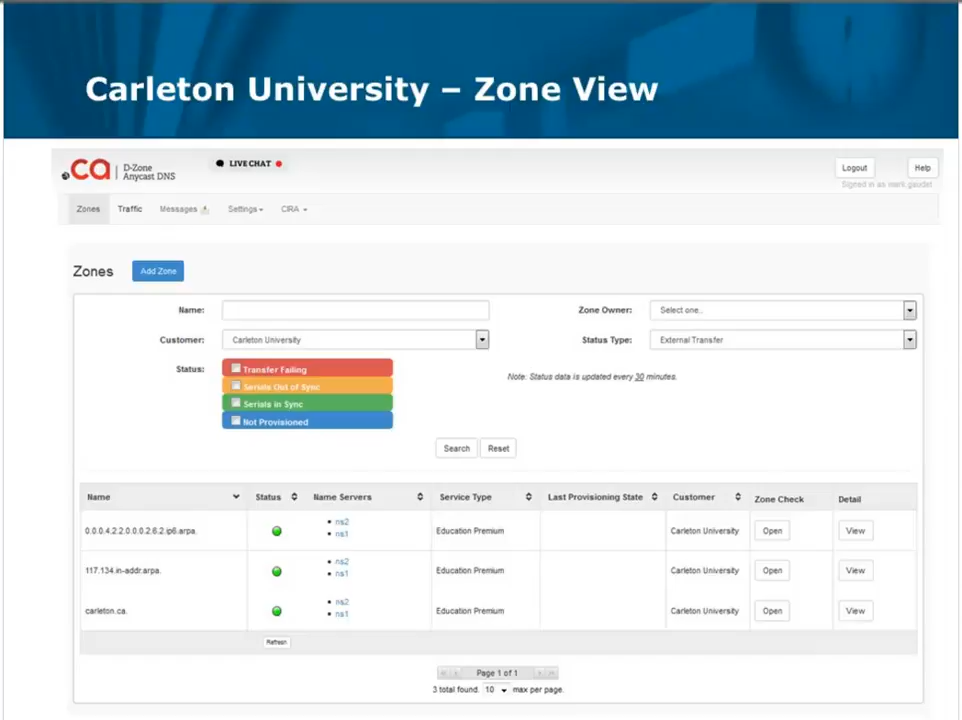 Carleton University – Zone View
.ca | D-Zone Anycast DNS
LIVE CHAT
Logout Help
Signed in as mark gaudet
Zones Traffic Messages Settings CIRA
Zones Add Zone
Name: Zone Owner: Select one..
Customer: Carleton University Status Type: External Transfer
Status: Transfer Failing Note: Status data is updated every 30 minutes.
Serials Out of Sync
Serials in Sync
Not Provisioned
Search Reset
Name Status Name Servers Service Type Last Provisioning State Customer Zone Check Detail
ns2
0.0.0.4.2.2.0.0.0.2.6.2.ip6.arpa. Education Premium Carleton University Open View
ns1
ns2
117.134.in-addr.arpa. Education Premium Carleton University Open View
ns1
ns2
carleton.ca. Education Premium Carleton University Open View
ns1
Refresh
Page 1 of 1
3 total found. 10 max per page.